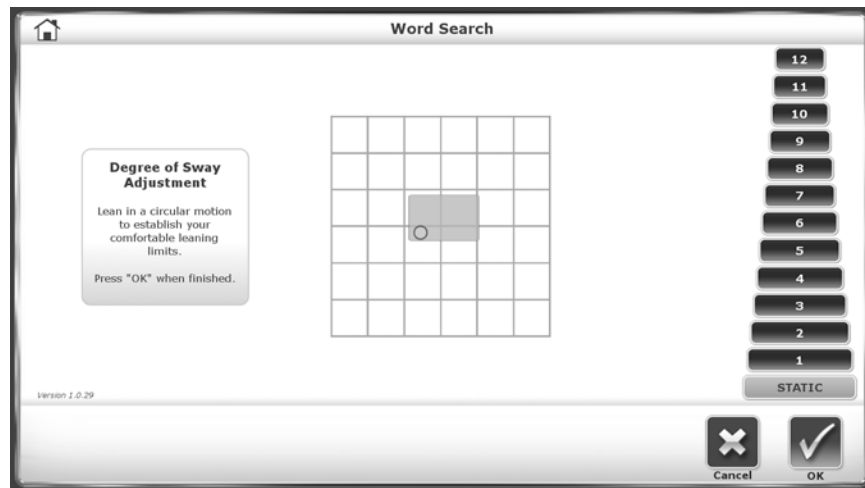 Word Search
Degree of Sway
Adjustment
Lean in a circular motion
to establish your
comfortable leaning
limits.
Press "OK" when finished.
12
11
10
9
8
7
6
5
4
3
2
1
STATIC
Version 1.0.29
Cancel
OK